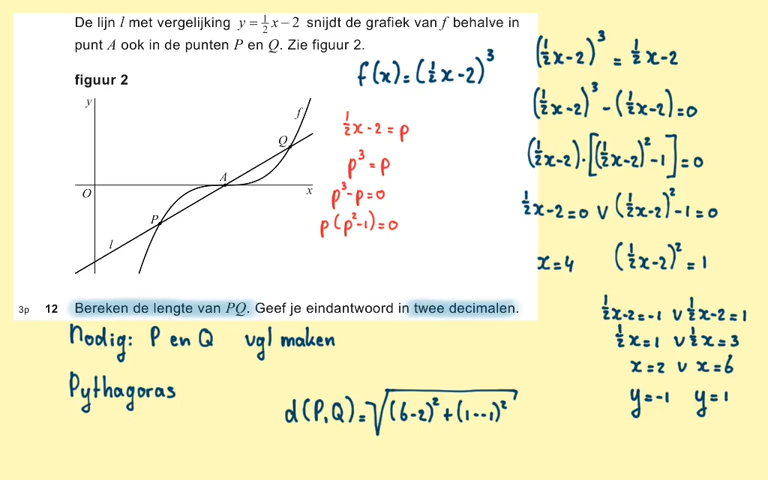 De lijn l met vergelijking y = ½x − 2 snijdt de grafiek van f behalve in
punt A ook in de punten P en Q. Zie figuur 2.
figuur 2
y
f
Q
A
O
x
P
l
f(x)=(½x-2)³
½x-2=p
p³=p
p³-p=0
p(p²-1)=0
(½x-2)³=½x-2
(½x-2)³-(½x-2)=0
(½x-2)·[(½x-2)²-1]=0
½x-2=0 ∨ (½x-2)²-1=0
x=4 (½x-2)²=1
½x-2=-1 ∨ ½x-2=1
½x=1 ∨ ½x=3
x=2 ∨ x=6
y=-1 y=1
3p 12 Bereken de lengte van PQ. Geef je eindantwoord in twee decimalen.
Nodig: P en Q vgl maken
Pythagoras
d(P,Q)=√((6-2)²+(1--1)²)